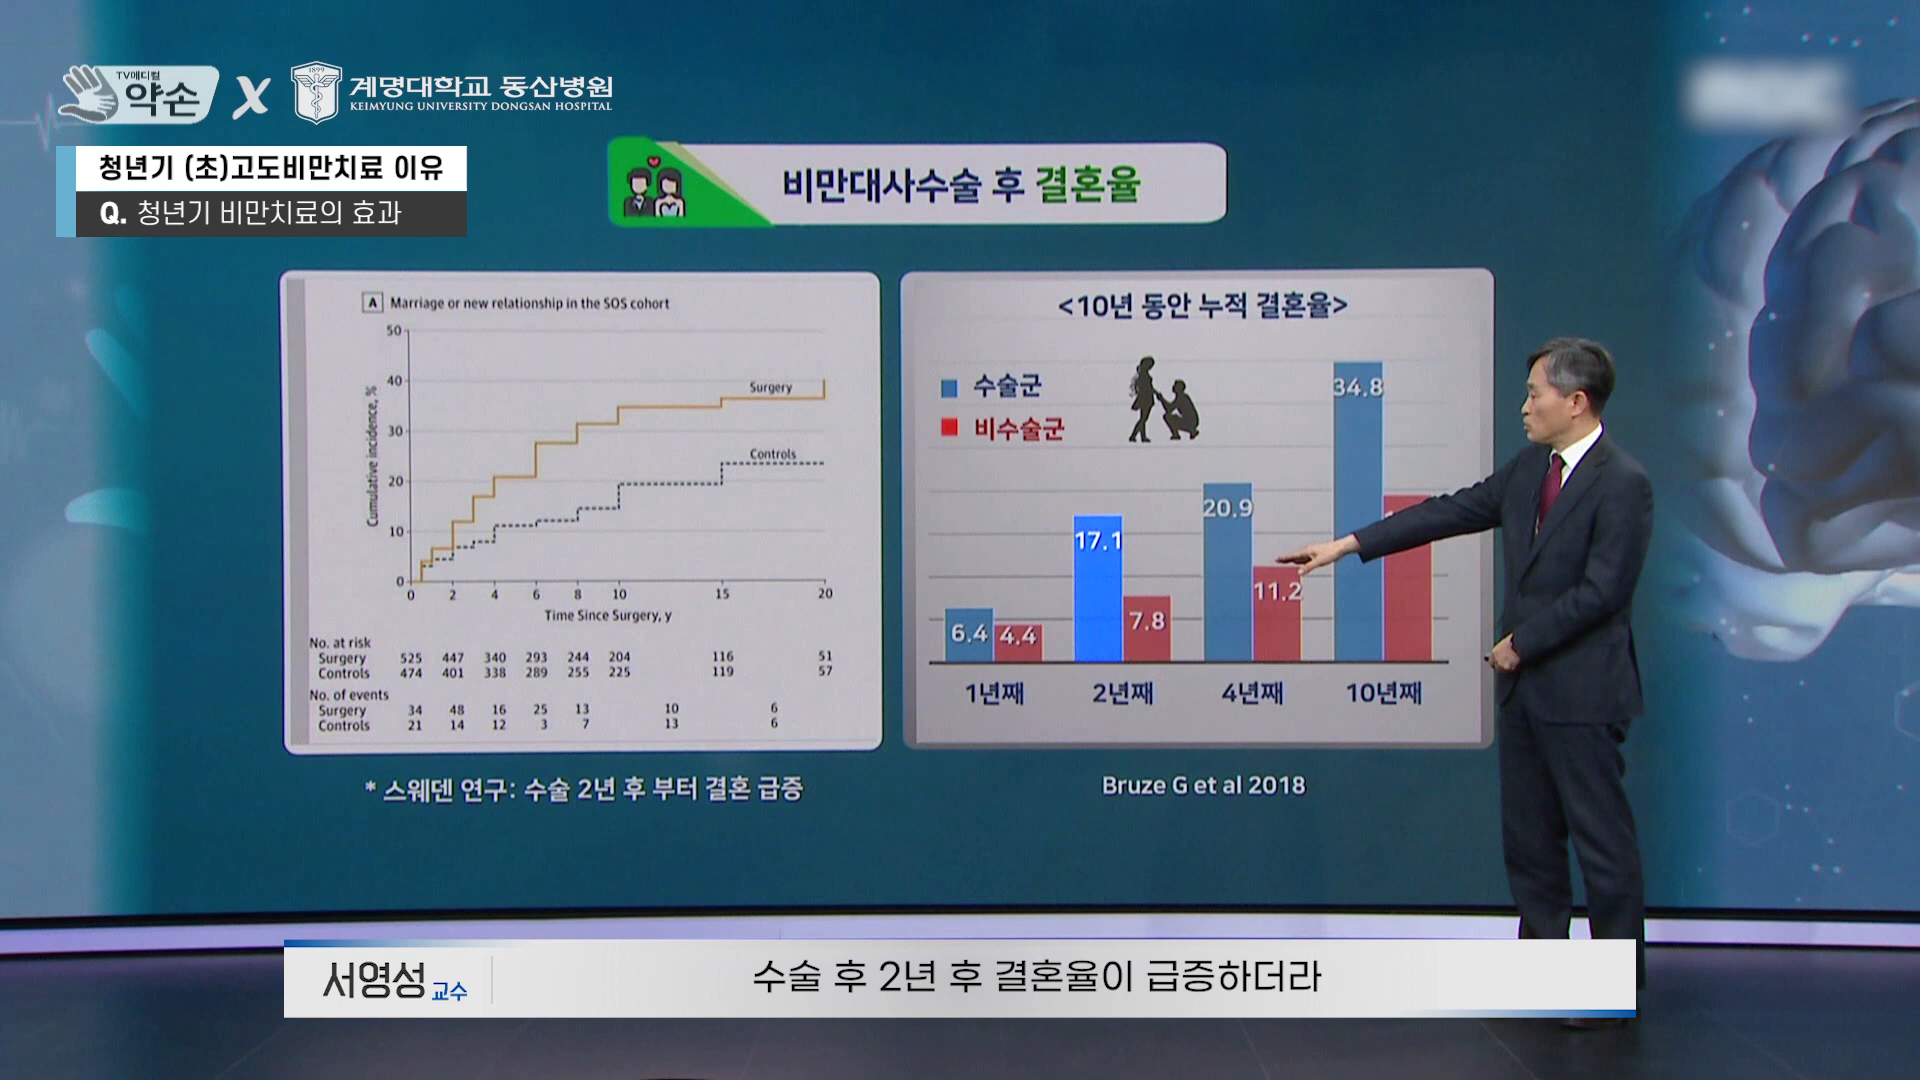 TV메디컬
약손
X
1899
계명대학교 동산병원
KEIMYUNG UNIVERSITY DONGSAN HOSPITAL
청년기 (초)고도비만치료 이유
Q. 청년기 비만치료의 효과
비만대사수술 후 결혼율
A Marriage or new relationship in the SOS cohort
Cumulative incidence, %
50
40
30
20
10
0
Surgery
Controls
0 2 4 6 8 10 15 20
Time Since Surgery, y
No. at risk
Surgery 525 447 340 293 244 204 116 51
Controls 474 401 338 289 255 225 119 57
No. of events
Surgery 34 48 16 25 13 10 6
Controls 21 14 12 3 7 13 6
* 스웨덴 연구: 수술 2년 후 부터 결혼 급증
<10년 동안 누적 결혼율>
수술군
비수술군
6.4 4.4
17.1 7.8
20.9 11.2
34.8
1년째 2년째 4년째 10년째
Bruze G et al 2018
서영성 교수
수술 후 2년 후 결혼율이 급증하더라